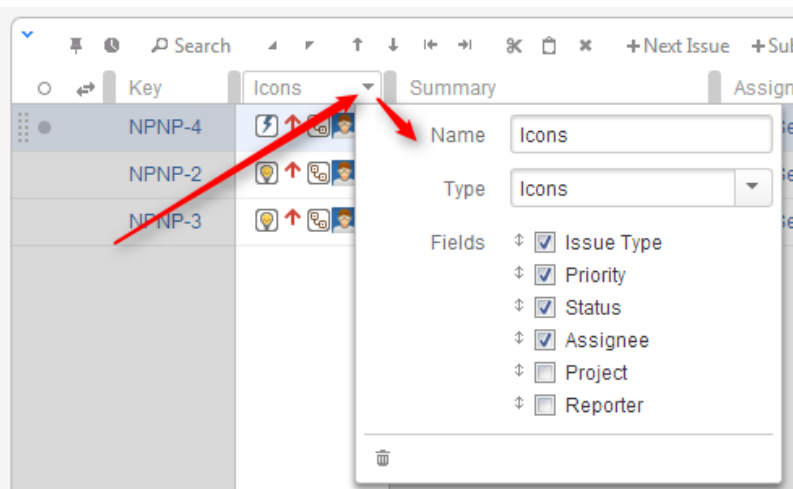 Search + Next Issue
Key Icons Summary
NPNP-4
NPNP-2
NPNP-3
Name Icons
Type Icons
Fields Issue Type
Priority
Status
Assignee
Project
Reporter